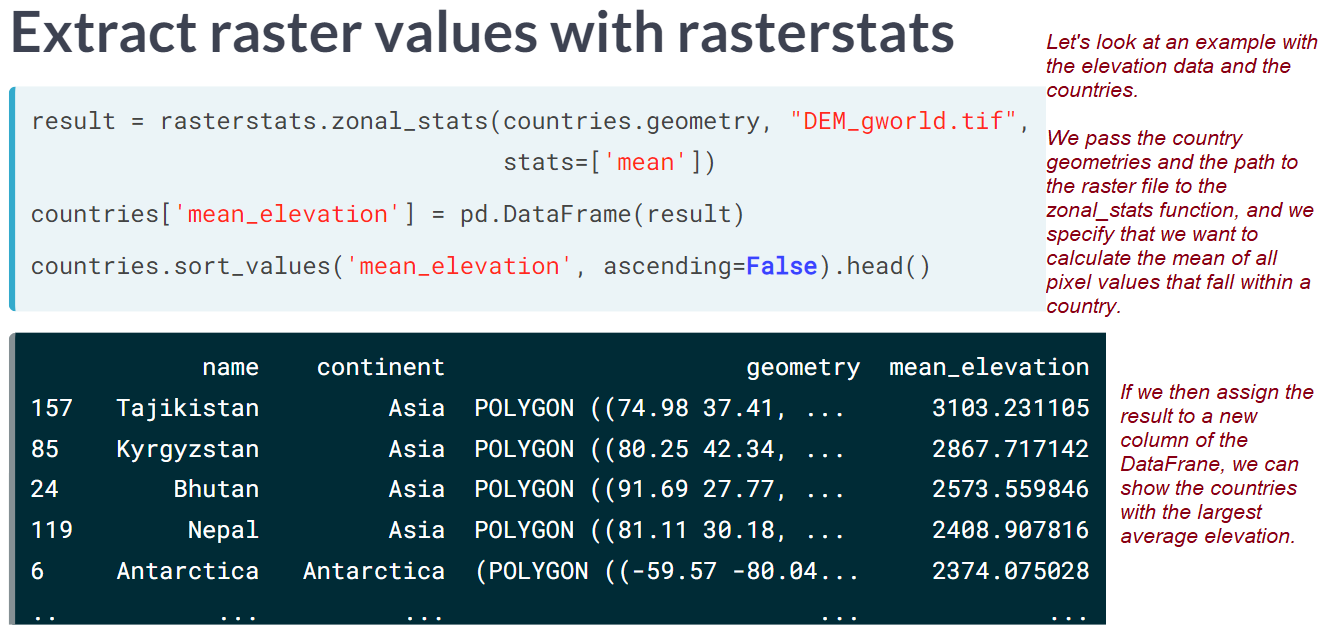 Extract raster values with rasterstats
Let's look at an example with
the elevation data and the
countries.
We pass the country
geometries and the path to
the raster file to the
zonal_stats function, and we
specify that we want to
calculate the mean of all
pixel values that fall within a
country.
result = rasterstats.zonal_stats(countries.geometry, "DEM_gworld.tif",
stats=['mean'])
countries['mean_elevation'] = pd.DataFrame(result)
countries.sort_values('mean_elevation', ascending=False).head()
name continent geometry mean_elevation
157 Tajikistan Asia POLYGON ((74.98 37.41, ... 3103.231105
85 Kyrgyzstan Asia POLYGON ((80.25 42.34, ... 2867.717142
24 Bhutan Asia POLYGON ((91.69 27.77, ... 2573.559846
119 Nepal Asia POLYGON ((81.11 30.18, ... 2408.907816
6 Antarctica Antarctica (POLYGON ((-59.57 -80.04... 2374.075028
.. ... ... ... ...
If we then assign the
result to a new
column of the
DataFrane, we can
show the countries
with the largest
average elevation.